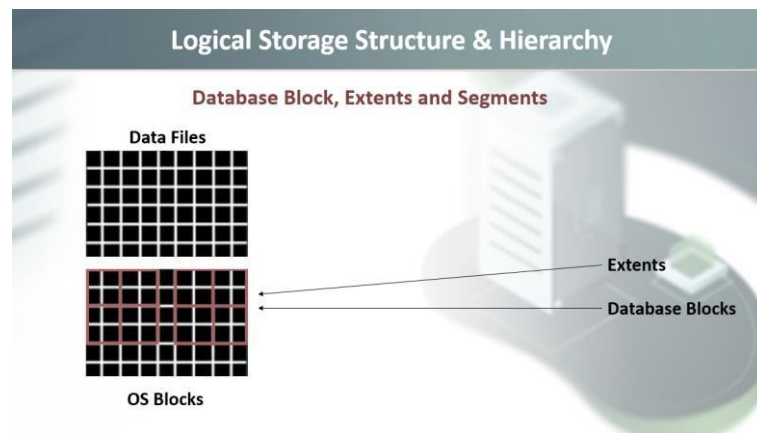 Logical Storage Structure & Hierarchy
Database Block, Extents and Segments
Data Files
Extents
Database Blocks
OS Blocks